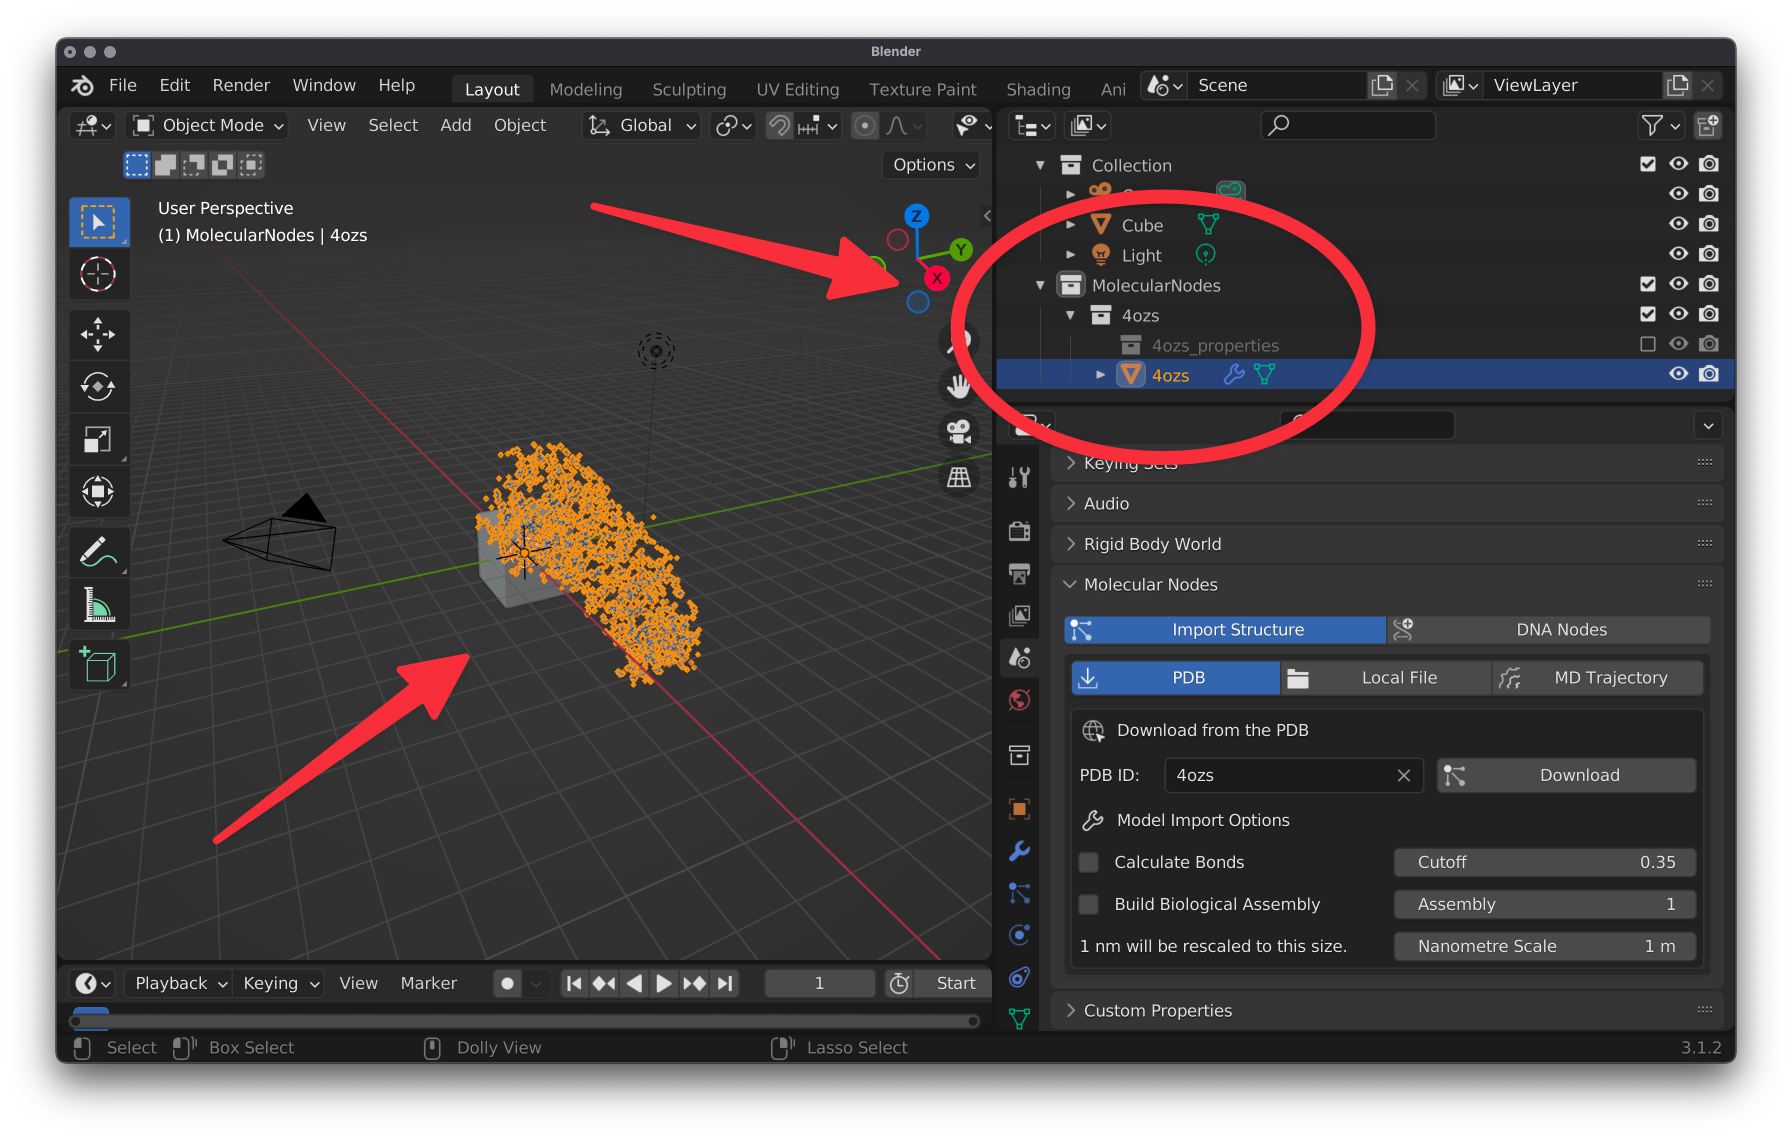 Blender
File Edit Render Window Help Layout Modeling Sculpting UV Editing Texture Paint Shading Ani Scene ViewLayer
Object Mode View Select Add Object Global
Options
User Perspective
(1) MolecularNodes | 4ozs
Z
Y
X
Collection
Cube
Light
MolecularNodes
4ozs
4ozs_properties
4ozs
Keying Sets
Audio
Rigid Body World
Molecular Nodes
Import Structure DNA Nodes
PDB Local File MD Trajectory
Download from the PDB
PDB ID: 4ozs Download
Model Import Options
Calculate Bonds Cutoff 0.35
Build Biological Assembly Assembly 1
1 nm will be rescaled to this size. Nanometre Scale 1 m
Custom Properties
Playback Keying View Marker 1 Start
Select Box Select Dolly View Lasso Select 3.1.2